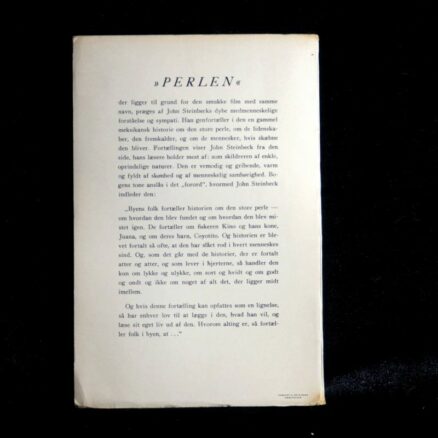 »PERLEN«
der ligger til grund for den smukke film med samme
navn, præges af John Steinbecks dybe medmenneskelige
forståelse og sympati. Han genfortæller i den en gammel
meksikansk historie om den store perle, om de lidenska-
ber, den fremkalder, og om de mennesker, hvis skæbne
den bliver. Fortællingen viser John Steinbeck fra den
side, hans læsere holder mest af: som skildreren af enkle,
oprindelige naturer. Den er vemodig og gribende, varm
og fyldt af skønhed og af menneskelig samhørighed. Bo-
gens tone anslås i det „forord", hvormed John Steinbeck
indleder den:
„Byens folk fortæller historien om den store perle —
om hvordan den blev fundet og om hvordan den blev mi-
stet igen. De fortæller om fiskeren Kino og hans kone,
Juana, og om deres barn, Coyotito. Og historien er ble-
vet fortalt så ofte, at den har slået rod i hvert menneskes
sind. Og, som det går med de historier, der er fortalt
atter og atter, og som lever i hjerterne, så handler den
kun om lykke og ulykke, om sort og hvidt og om godt
og ondt og ikke om noget af alt det, der ligger midt
imellem.
Og hvis denne fortælling kan opfattes som en lignelse,
så har enhver lov til at lægge i den, hvad han vil, og
læse sit eget liv ud af den. Hvorom alting er, så fortæl-
ler folk i byen, at . . ."